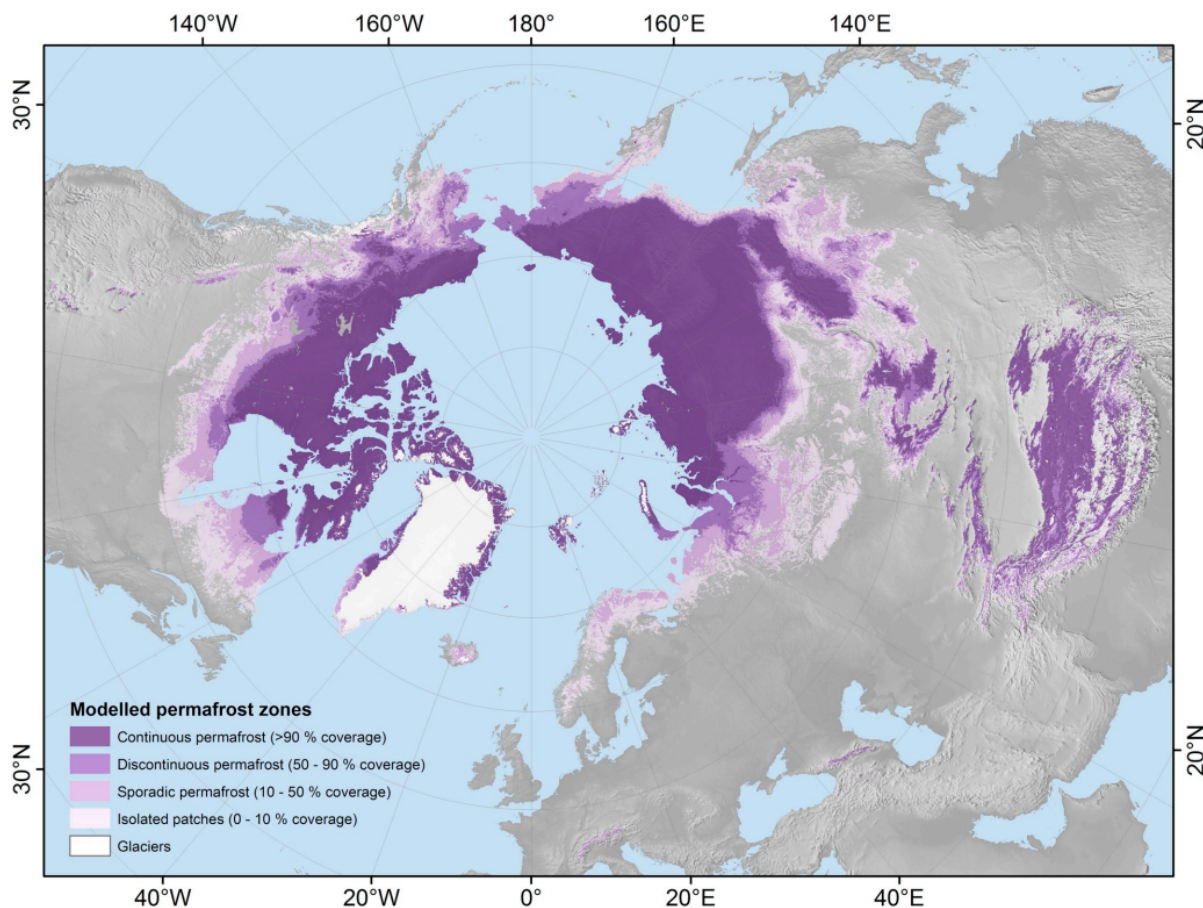 140°W 160°W 180° 160°E 140°E
30°N
20°N
Modelled permafrost zones
Continuous permafrost (>90 % coverage)
Discontinuous permafrost (50 - 90 % coverage)
Sporadic permafrost (10 - 50 % coverage)
Isolated patches (0 - 10 % coverage)
Glaciers
30°N
20°N
40°W 20°W 0° 20°E 40°E